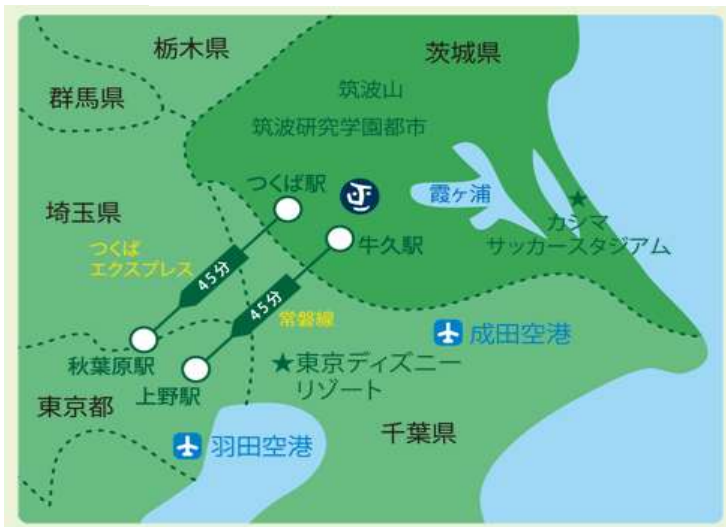 栃木県
茨城県
群馬県
筑波山
筑波研究学園都市
つくば駅
霞ヶ浦
埼玉県
カシマ
サッカースタジアム
牛久駅
つくば
エクスプレス
45分
45分
常磐線
成田空港
秋葉原駅
上野駅
★東京ディズニー
リゾート
東京都
千葉県
羽田空港